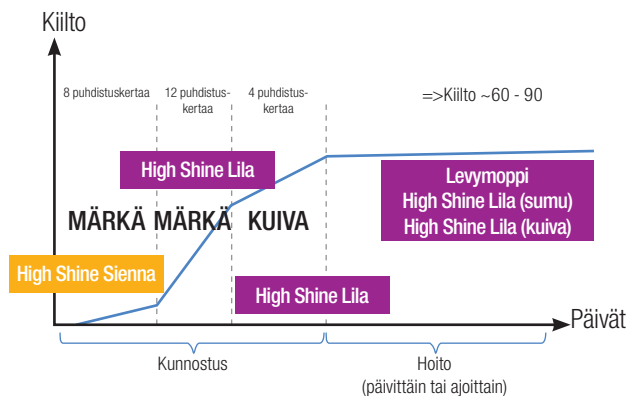 Kiilto
8 puhdistuskertaa
12 puhdistus-
kertaa
4 puhdistus-
kertaa
=>Kiilto ~60 - 90
High Shine Lila
Levymoppi
High Shine Lila (sumu)
High Shine Lila (kuiva)
MÄRKÄ MÄRKÄ KUIVA
High Shine Sienna
High Shine Lila
Päivät
Kunnostus
Hoito
(päivittäin tai ajoittain)